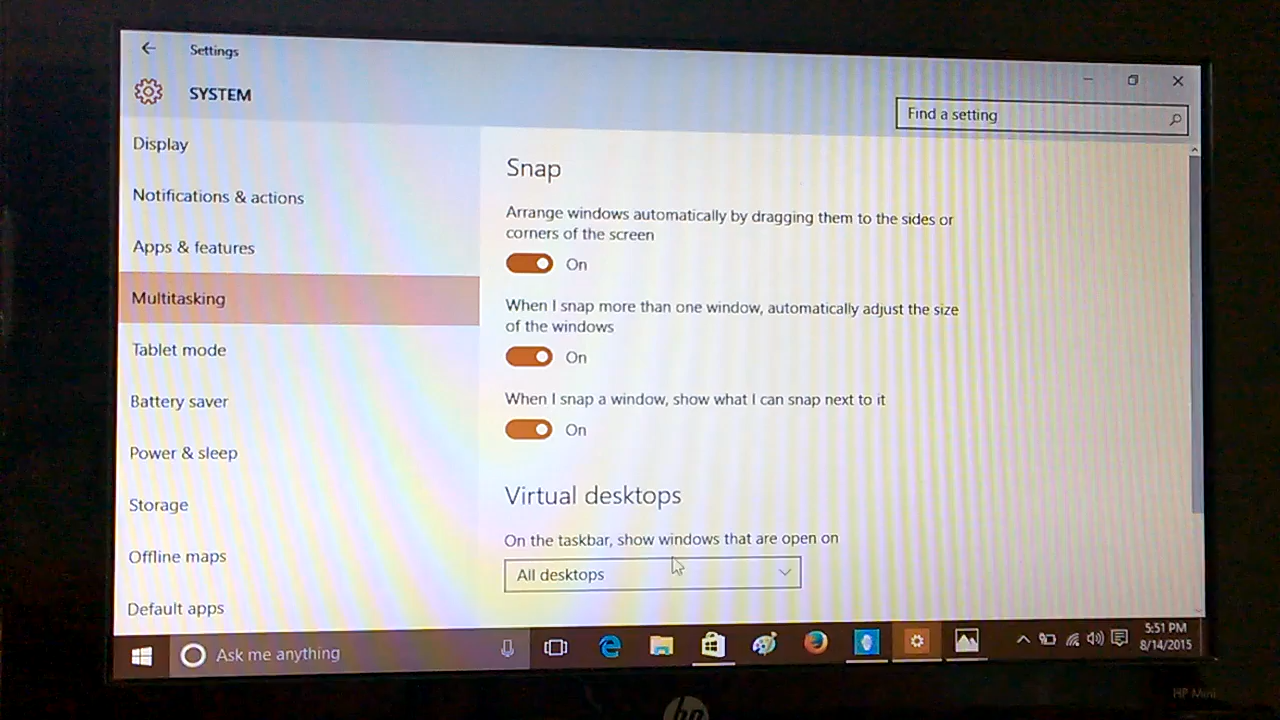 Settings
SYSTEM
Find a setting
Display
Notifications & actions
Apps & features
Multitasking
Tablet mode
Battery saver
Power & sleep
Storage
Offline maps
Default apps
Snap
Arrange windows automatically by dragging them to the sides or
corners of the screen
On
When I snap more than one window, automatically adjust the size
of the windows
On
When I snap a window, show what I can snap next to it
On
Virtual desktops
On the taskbar, show windows that are open on
All desktops
Ask me anything
5:51 PM
8/14/2015
HP Mini
hp